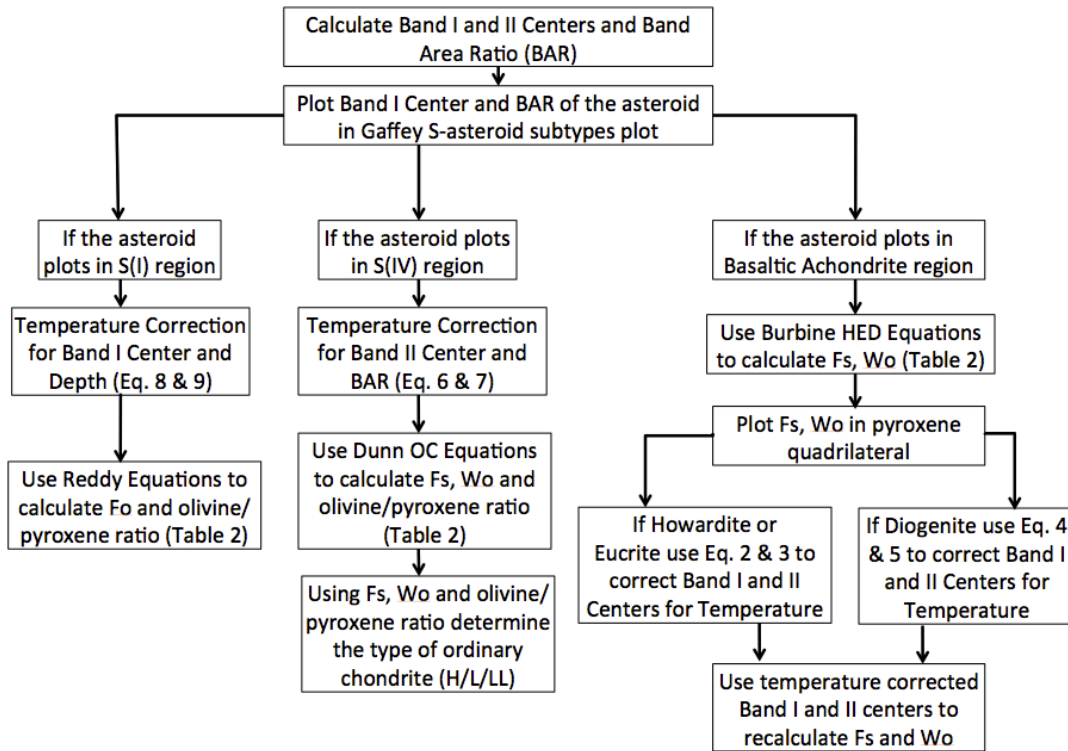 Calculate Band I and II Centers and Band
Area Ratio (BAR)
Plot Band I Center and BAR of the asteroid
in Gaffey S-asteroid subtypes plot
If the asteroid
plots in S(I) region
Temperature Correction
for Band I Center and
Depth (Eq. 8 & 9)
Use Reddy Equations to
calculate Fo and olivine/
pyroxene ratio (Table 2)
If the asteroid plots
in S(IV) region
Temperature Correction
for Band II Center and
BAR (Eq. 6 & 7)
Use Dunn OC Equations
to calculate Fs, Wo and
olivine/pyroxene ratio
(Table 2)
Using Fs, Wo and olivine/
pyroxene ratio determine
the type of ordinary
chondrite (H/L/LL)
If the asteroid plots in
Basaltic Achondrite region
Use Burbine HED Equations
to calculate Fs, Wo (Table 2)
Plot Fs, Wo in pyroxene
quadrilateral
If Howardite or
Eucrite use Eq. 2 & 3 to
correct Band I and II
Centers for Temperature
If Diogenite use Eq. 4
& 5 to correct Band I
and II Centers for
Temperature
Use temperature corrected
Band I and II centers to
recalculate Fs and Wo